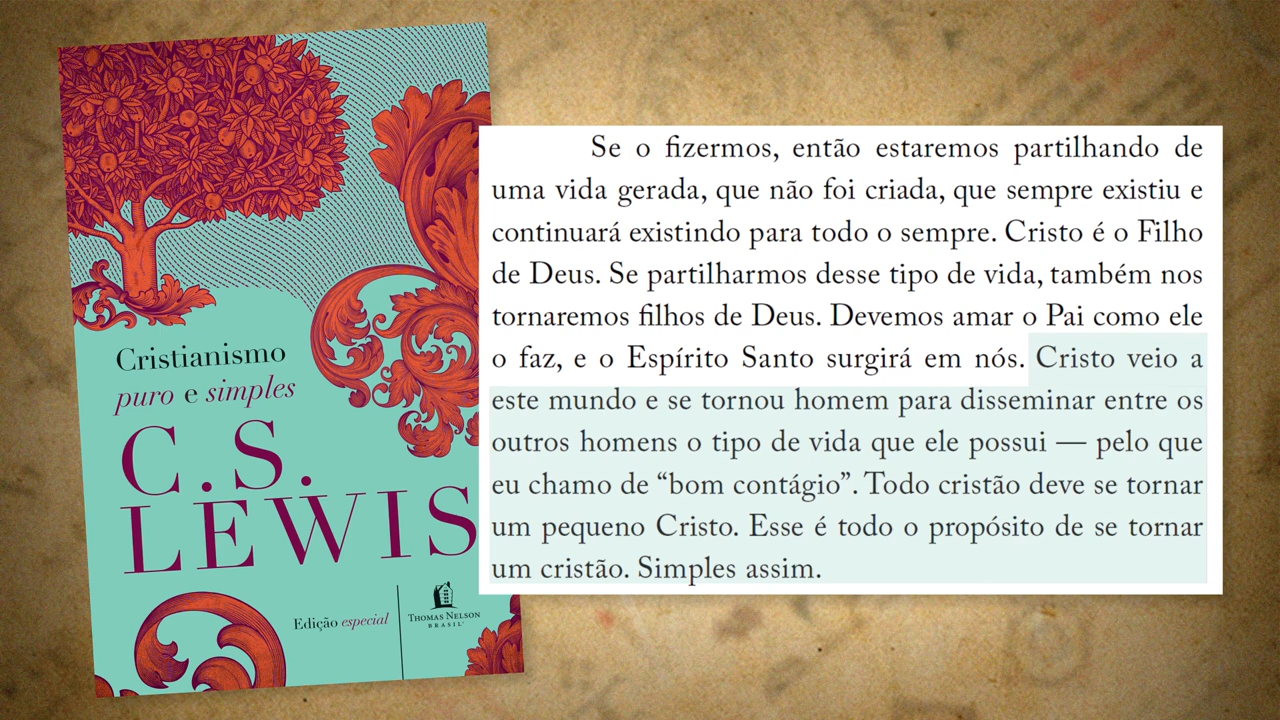 Cristianismo
puro e simples
C. S.
LEWIS
Edição especial
THOMAS NELSON
BRASIL
Se o fizermos, então estaremos partilhando de
uma vida gerada, que não foi criada, que sempre existiu e
continuará existindo para todo o sempre. Cristo é o Filho
de Deus. Se partilharmos desse tipo de vida, também nos
tornaremos filhos de Deus. Devemos amar o Pai como ele
o faz, e o Espírito Santo surgirá em nós. Cristo veio a
este mundo e se tornou homem para disseminar entre os
outros homens o tipo de vida que ele possui — pelo que
eu chamo de “bom contágio”. Todo cristão deve se tornar
um pequeno Cristo. Esse é todo o propósito de se tornar
um cristão. Simples assim.